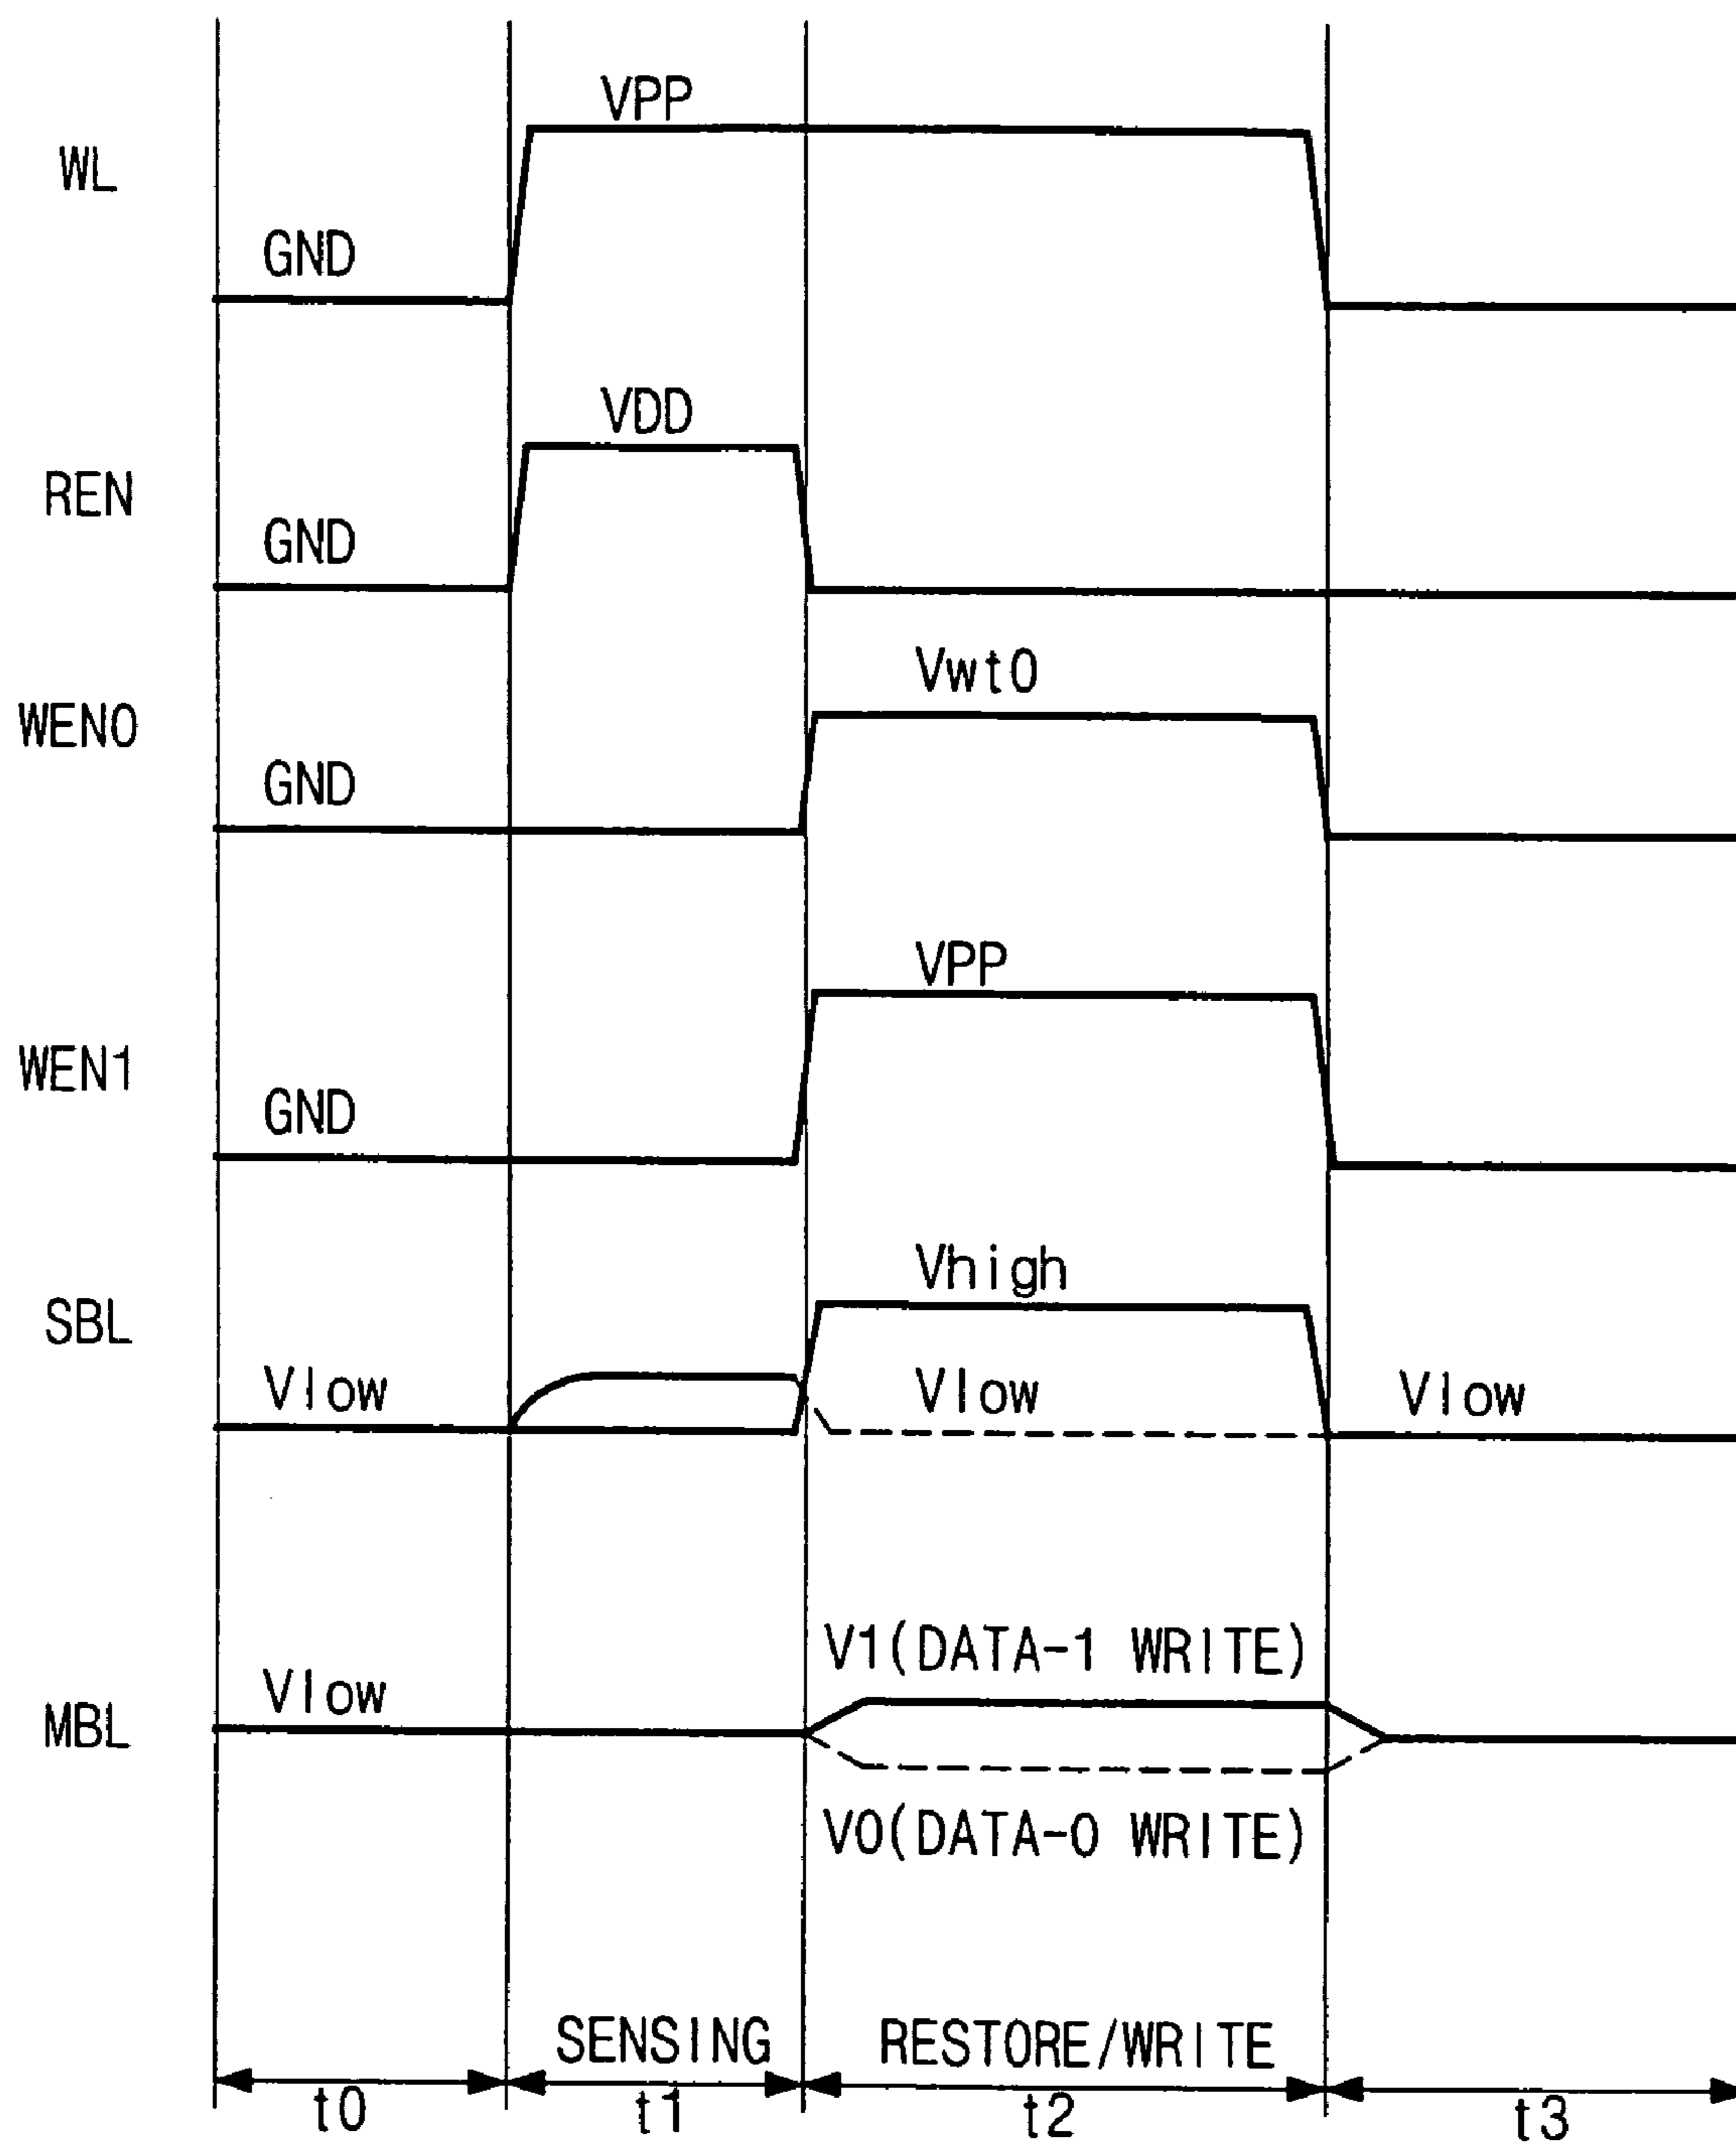 VPP
WL
GND
VDD
REN
GND
Vwt0
WEN0
GND
VPP
WEN1
GND
Vhigh
SBL
Vlow
Vlow
Vlow
V1(DATA-1 WRITE)
Vlow
MBL
V0(DATA-0 WRITE)
SENSING
RESTORE/WRITE
t0
t1
t2
t3